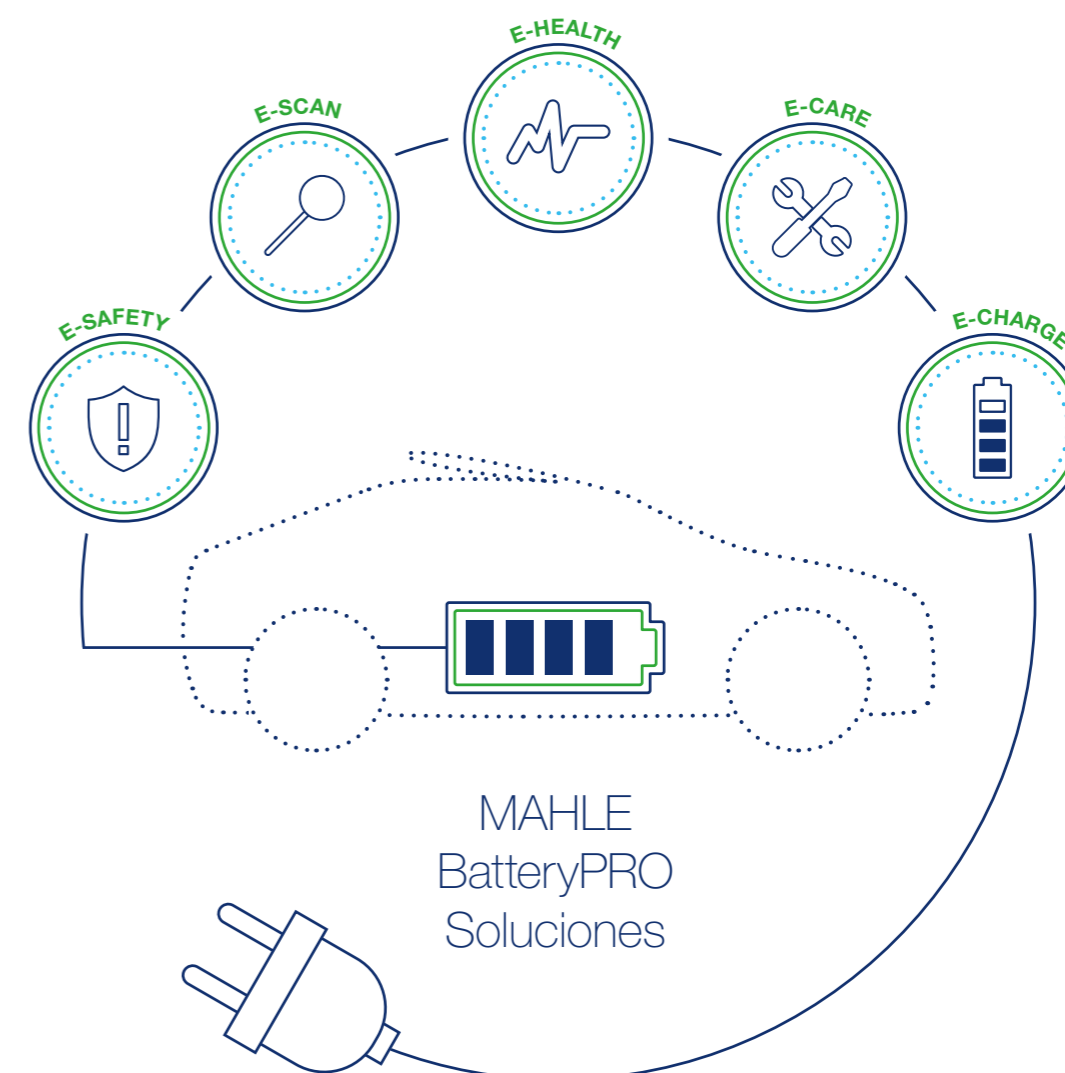 E-HEALTH
E-SCAN
E-CARE
E-SAFETY
E-CHARGE
MAHLE
BatteryPRO
Soluciones